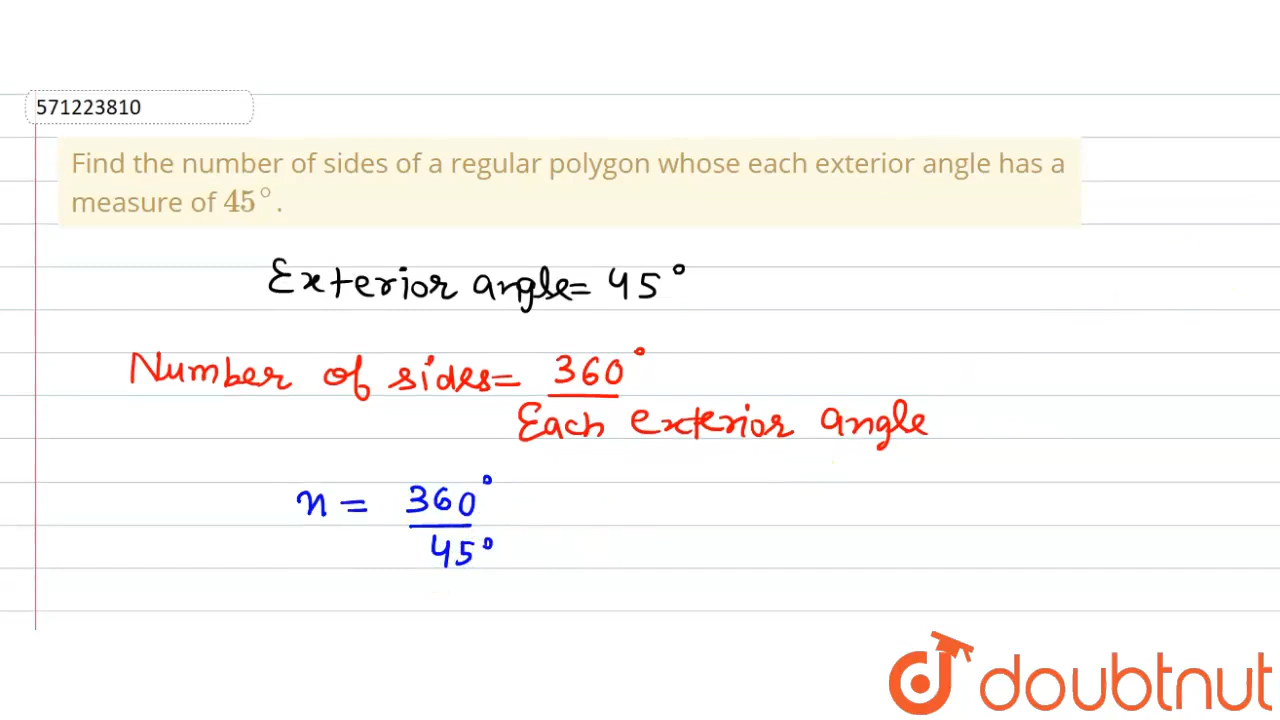 571223810
Find the number of sides of a regular polygon whose each exterior angle has a
measure of 45°.
Exterior angle= 45°
Number of sides= 360°
Each exterior angle
n = 360°
45°
doubtnut